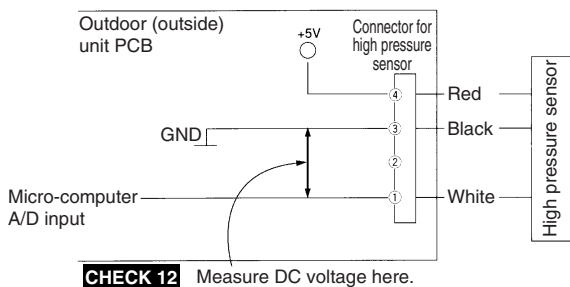 Outdoor (outside)
unit PCB
+5V
Connector for
high pressure
sensor
④
Red
GND
③
Black
②
Micro-computer
A/D input
①
White
High pressure sensor
CHECK 12 Measure DC voltage here.